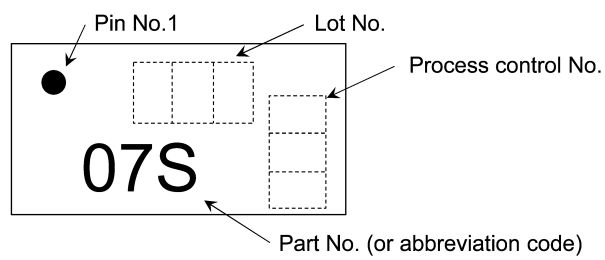 Pin No.1
Lot No.
Process control No.
07S
Part No. (or abbreviation code)